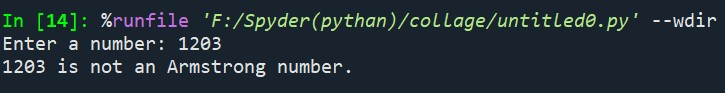 In [14]: %runfile 'F:/Spyder(pythan)/collage/untitled0.py' --wdir
Enter a number: 1203
1203 is not an Armstrong number.